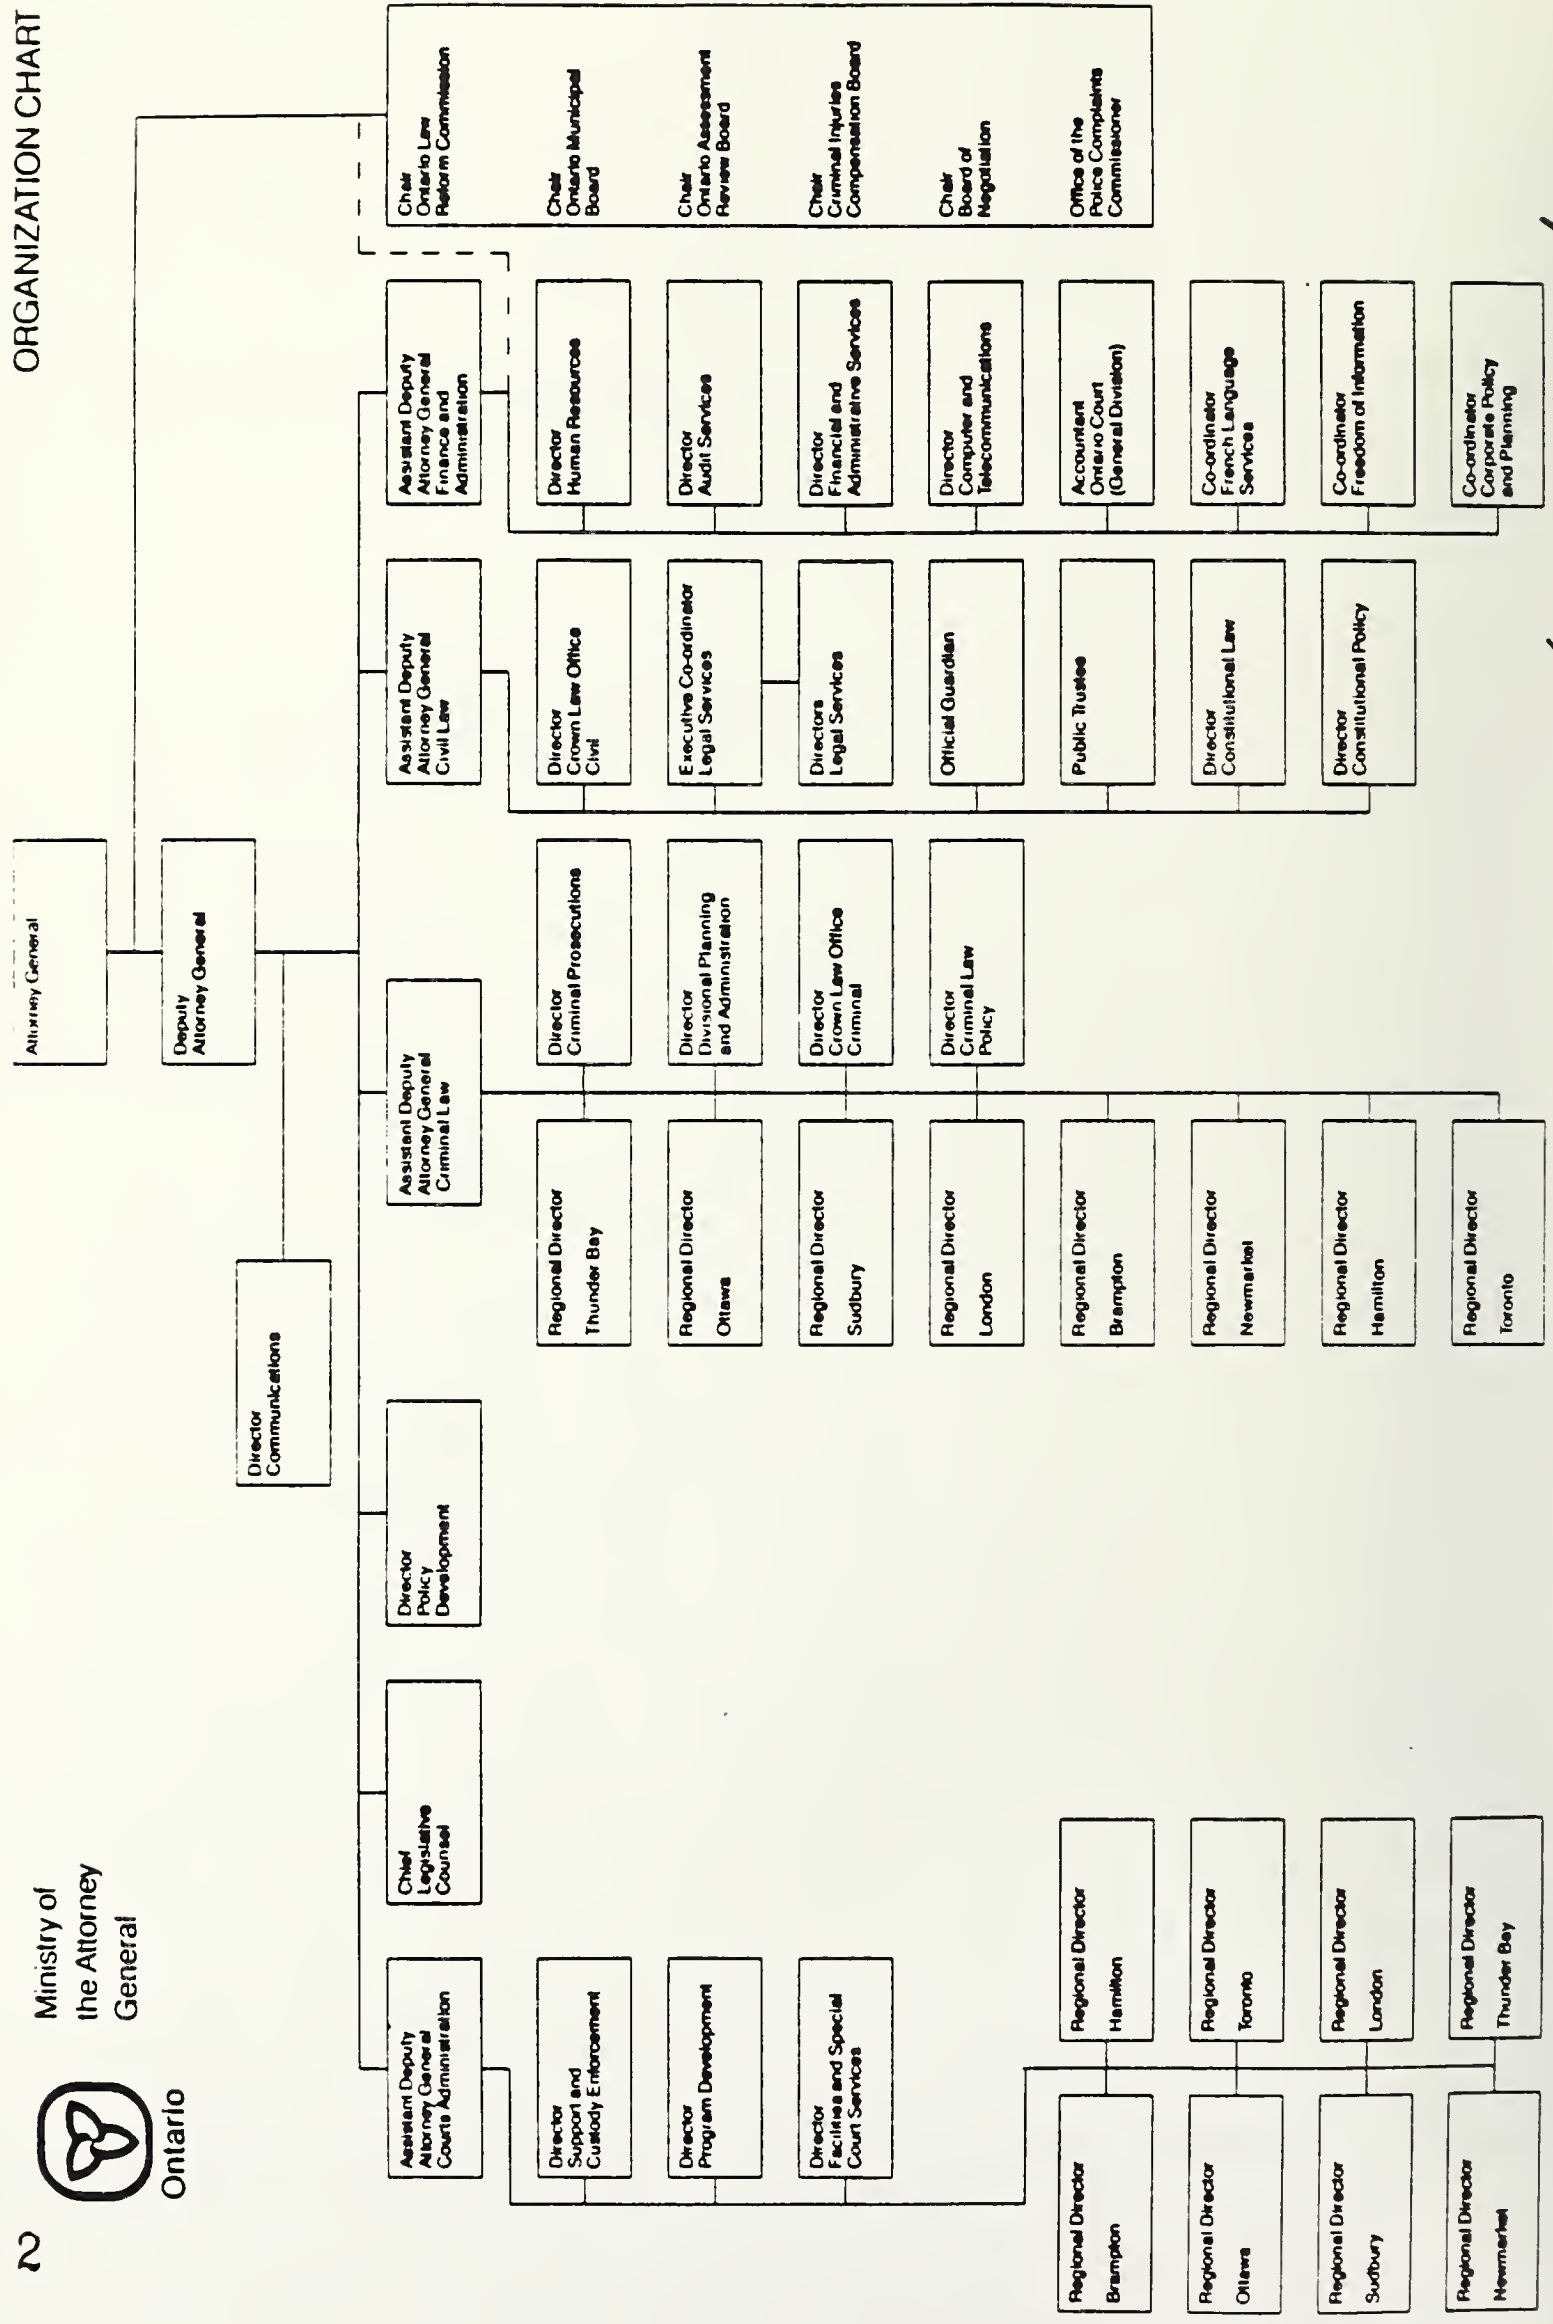 2
Ontario
Ministry of
the Attorney
General
ORGANIZATION CHART
Attorney General
Deputy
Attorney General
Director
Communications
Assistant Deputy
Attorney General
Courts Administration
Chief
Legislative
Counsel
Director
Policy
Development
Assistant Deputy
Attorney General
Criminal Law
Assistant Deputy
Attorney General
Civil Law
Assistant Deputy
Attorney General
Finance and
Administration
Chair
Ontario Law
Reform Commission
Chair
Ontario Municipal
Board
Chair
Ontario Assessment
Review Board
Chair
Criminal Injuries
Compensation Board
Chair
Board of
Negotiation
Office of the
Police Complaints
Commissioner
Director
Support and
Custody Enforcement
Director
Program Development
Director
Facilities and Special
Court Services
Regional Director
Brampton
Regional Director
Hamilton
Regional Director
Ottawa
Regional Director
Toronto
Regional Director
Sudbury
Regional Director
London
Regional Director
Newmarket
Regional Director
Thunder Bay
Regional Director
Thunder Bay
Director
Criminal Prosecutions
Regional Director
Ottawa
Director
Divisional Planning
and Administration
Regional Director
Sudbury
Director
Crown Law Office
Criminal
Regional Director
London
Director
Criminal Law
Policy
Regional Director
Brampton
Regional Director
Newmarket
Regional Director
Hamilton
Regional Director
Toronto
Director
Crown Law Office
Civil
Executive Co-ordinator
Legal Services
Directors
Legal Services
Official Guardian
Public Trustee
Director
Constitutional Law
Director
Constitutional Policy
Director
Human Resources
Director
Audit Services
Director
Financial and
Administrative Services
Director
Computer and
Telecommunications
Accountant
Ontario Court
(General Division)
Co-ordinator
French Language
Services
Co-ordinator
Freedom of Information
Co-ordinator
Corporate Policy
and Planning